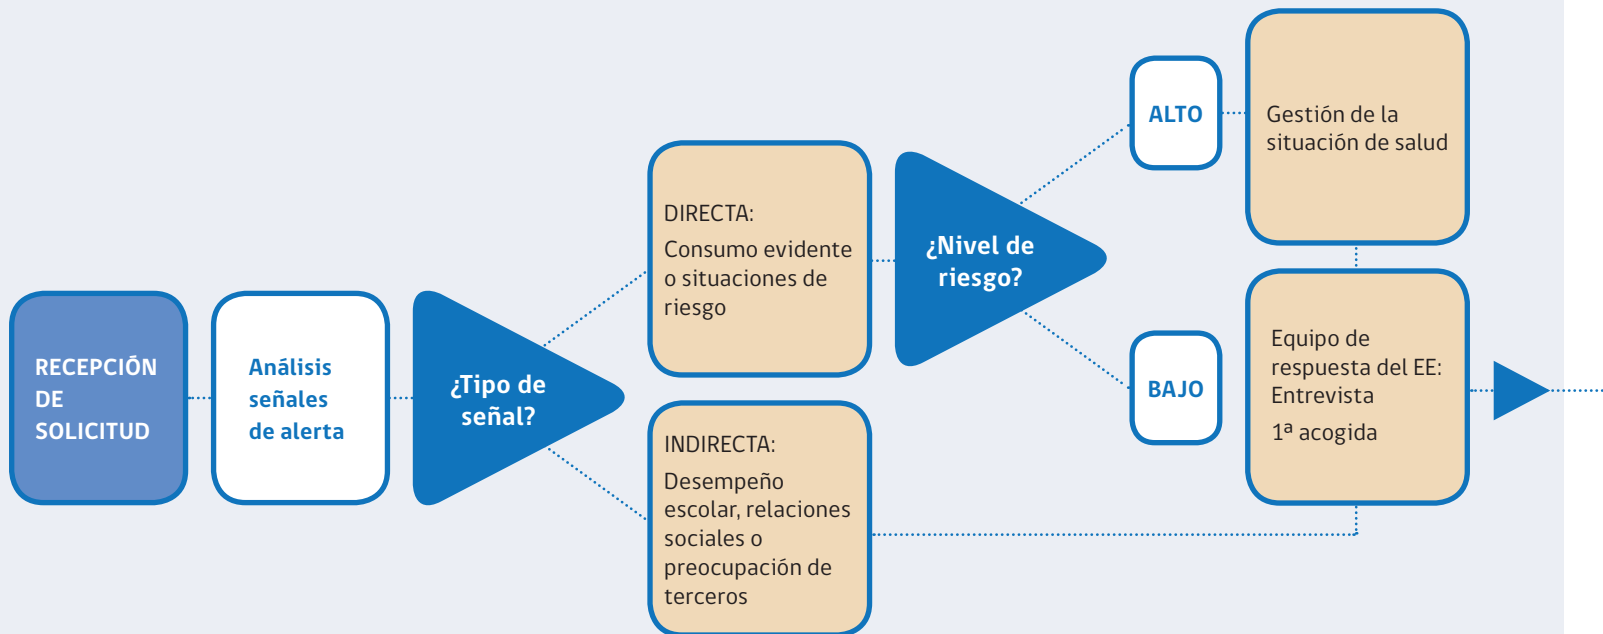 RECEPCIÓN
DE
SOLICITUD
Análisis
señales
de alerta
¿Tipo de
señal?
DIRECTA:
Consumo evidente
o situaciones de
riesgo
INDIRECTA:
Desempeño
escolar, relaciones
sociales o
preocupación de
terceros
¿Nivel de
riesgo?
ALTO
Gestión de la
situación de salud
BAJO
Equipo de
respuesta del EE:
Entrevista
1ª acogida